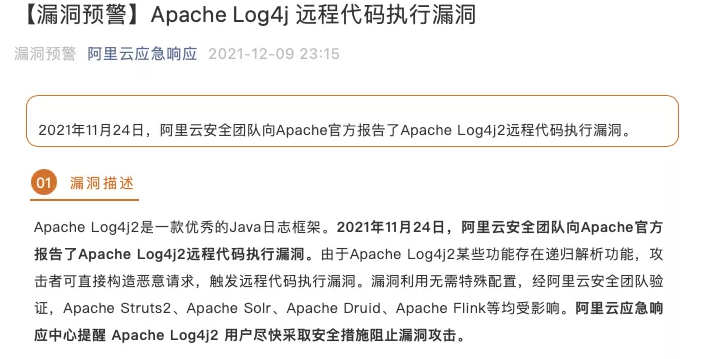 【漏洞预警】Apache Log4j 远程代码执行漏洞
漏洞预警 阿里云应急响应 2021-12-09 23:15
2021年11月24日，阿里云安全团队向Apache官方报告了Apache Log4j2远程代码执行漏洞。
01 漏洞描述
Apache Log4j2是一款优秀的Java日志框架。2021年11月24日，阿里云安全团队向Apache官方
报告了Apache Log4j2远程代码执行漏洞。由于Apache Log4j2某些功能存在递归解析功能，攻
击者可直接构造恶意请求，触发远程代码执行漏洞。漏洞利用无需特殊配置，经阿里云安全团队验
证，Apache Struts2、Apache Solr、Apache Druid、Apache Flink等均受影响。阿里云应急响
应中心提醒 Apache Log4j2 用户尽快采取安全措施阻止漏洞攻击。